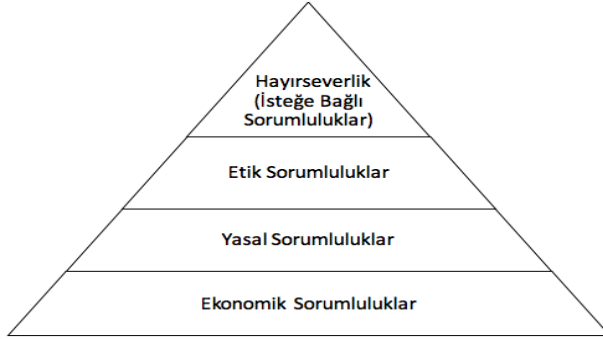 Hayırseverlik
(İsteğe Bağlı
Sorumluluklar)
Etik Sorumluluklar
Yasal Sorumluluklar
Ekonomik Sorumluluklar